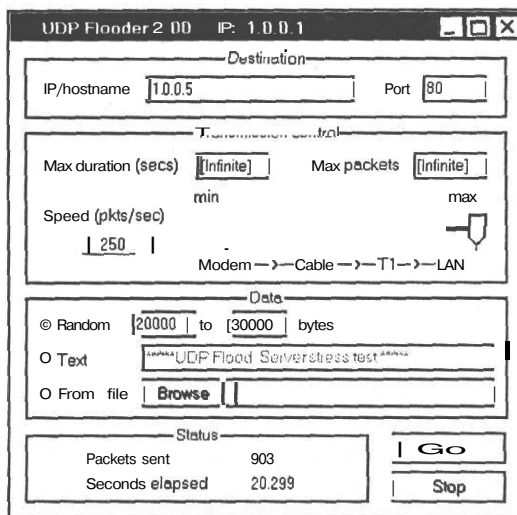 UDP Flooder 2 00 IP: 1.0.0.1
Destination
IP/hostname 1.0.0.5 Port 80
Transmission control
Max duration (secs) [Infinite] Max packets [Infinite]
min max
Speed (pkts/sec)
250
Modem —>—Cable —>—T1—>—LAN
Data
© Random 20000 to [30000 bytes
O Text *****UDP Flood Serverstress test*****
O From file Browse
Status
Packets sent 903
Seconds elapsed 20.299
Go
Stop